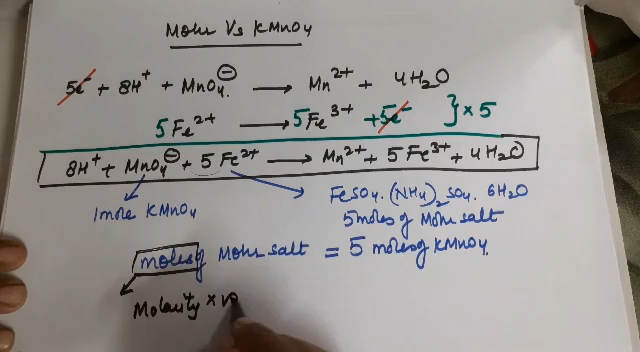 Mohr Vs KMnO4
5e⁻ + 8H⁺ + MnO4⁻ → Mn²⁺ + 4H2O
5Fe²⁺ → 5Fe³⁺ + 5e⁻ } × 5
8H⁺ + MnO4⁻ + 5Fe²⁺ → Mn²⁺ + 5Fe³⁺ + 4H2O
1mole KMnO4
FeSO4. (NH4)2SO4. 6H2O
5moles of Mohr salt
moles of Mohr salt = 5 moles of KMnO4.
Molarity ×